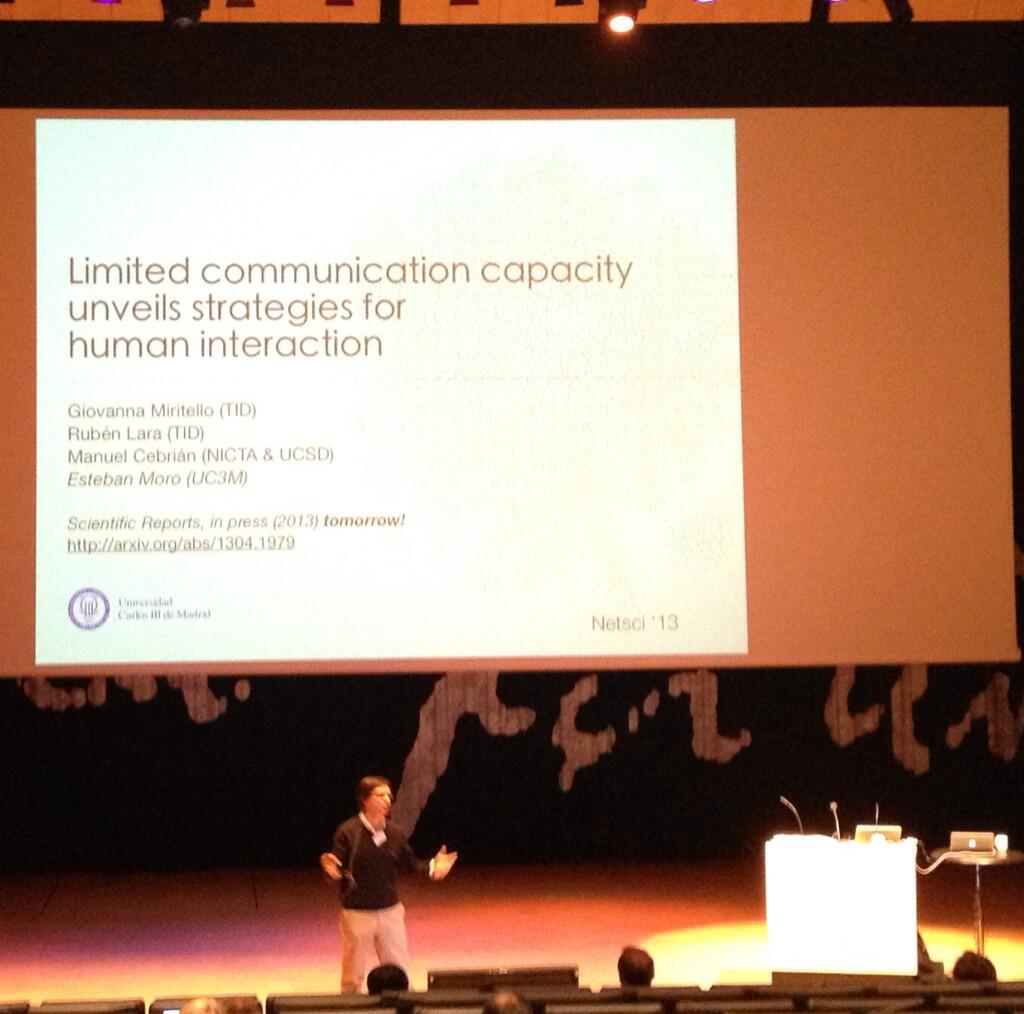 Limited communication capacity
unveils strategies for
human interaction
Giovanna Miritello (TID)
Rubén Lara (TID)
Manuel Cebrián (NICTA & UCSD)
Esteban Moro (UC3M)
Scientific Reports, in press (2013) tomorrow!
http://arxiv.org/abs/1304.1979
Universidad
Carlos III de Madrid
Netsci '13